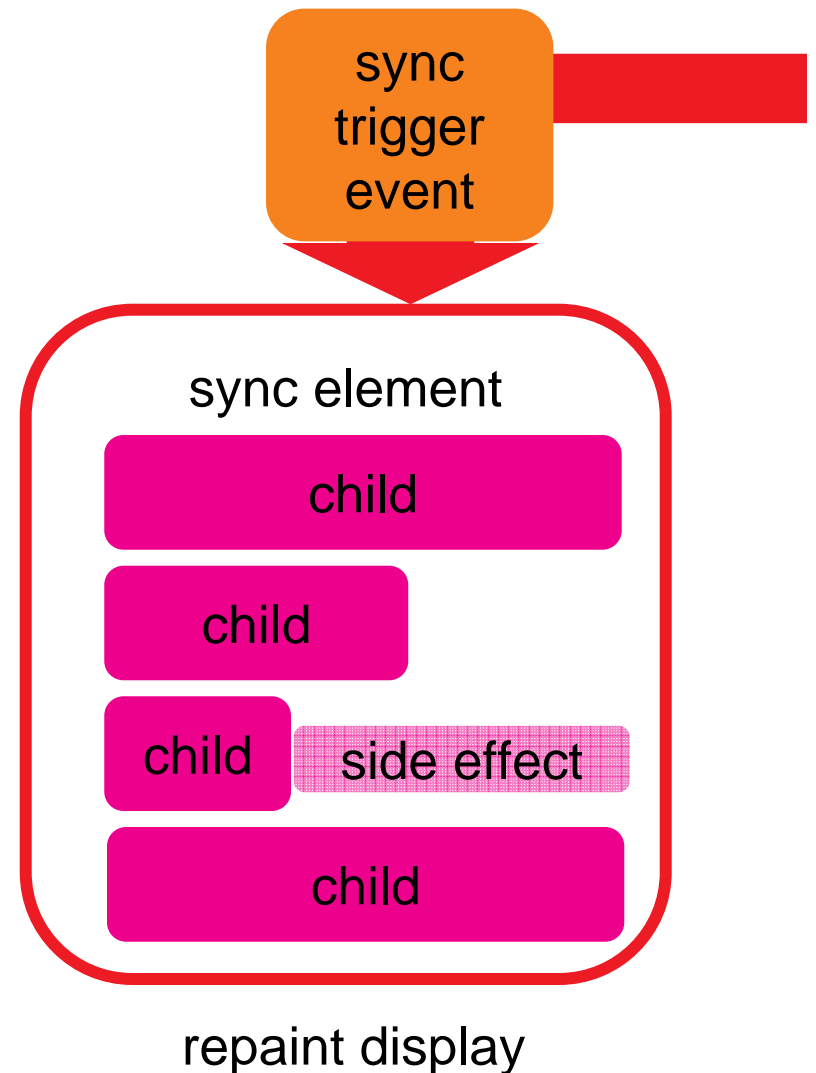 sync
trigger
event
sync element
child
child
child side effect
child
repaint display